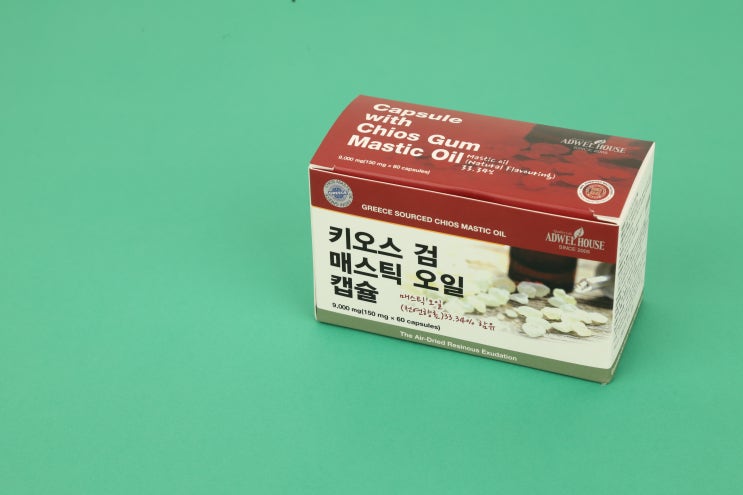 Capsule
with
Chios Gum
Mastic Oil
Mastic oil
(Natural Flavouring)
33.34%
9,000 mg(150 mg × 60 capsules)
ADWEL HOUSE
SINCE 2005
GREECE SOURCED CHIOS MASTIC OIL
ADWEL HOUSE
SINCE 2005
키오스 검
매스틱 오일
캡슐
매스틱오일
(천연향료)33.34% 함유
9,000 mg(150 mg × 60 capsules)
The Air-Dried Resinous Exudation